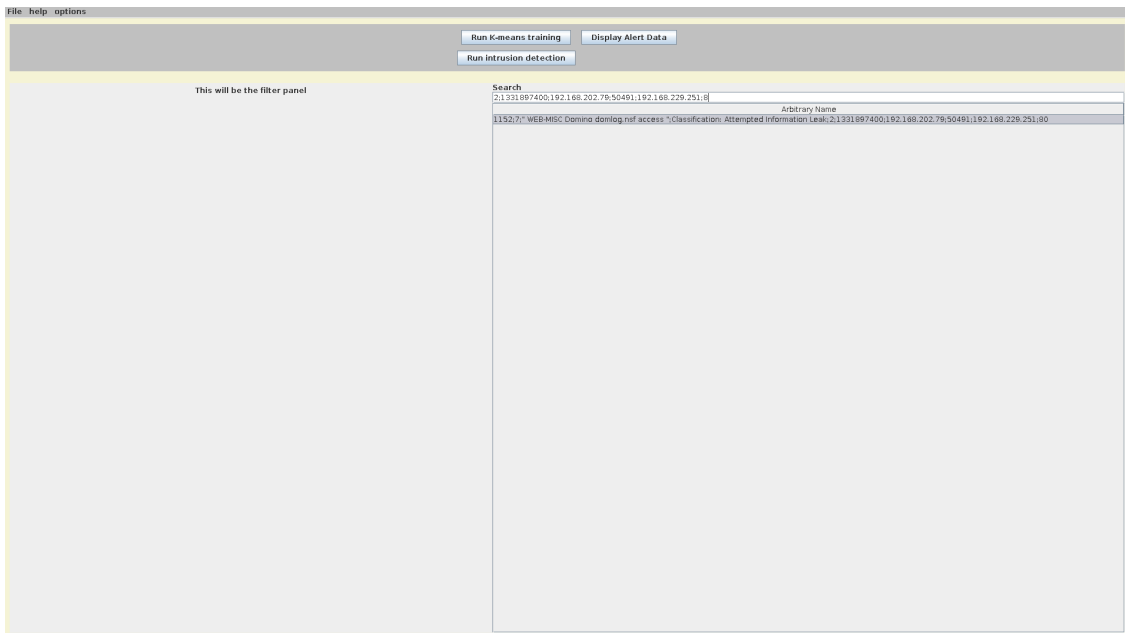 File help options
Run K-means training Display Alert Data
Run intrusion detection
This will be the filter panel
Search
2;1331897400;192.168.202.79;50491;192.168.229.251;8
Arbitrary Name
1152;7;" WEB-MISC Domino domlog.nsf access ";Classification: Attempted Information Leak;2;1331897400;192.168.202.79;50491;192.168.229.251;80